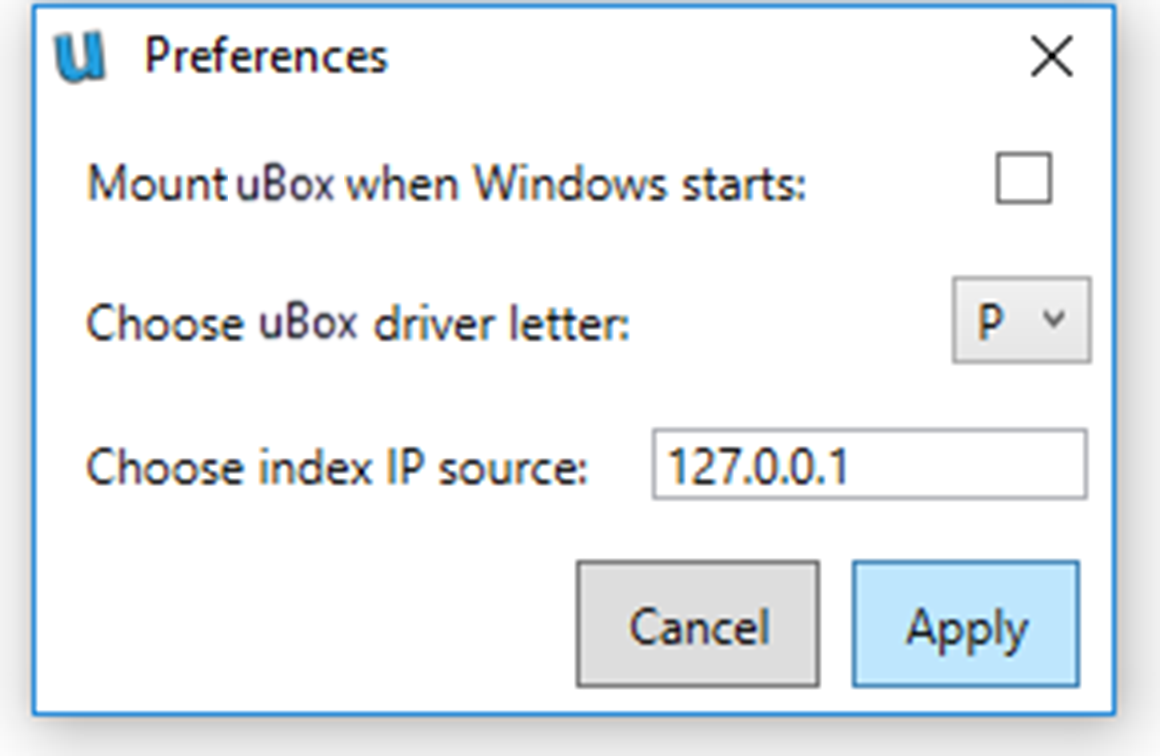 u Preferences
Mount uBox when Windows starts:
Choose uBox driver letter: P
Choose index IP source: 127.0.0.1
Cancel Apply